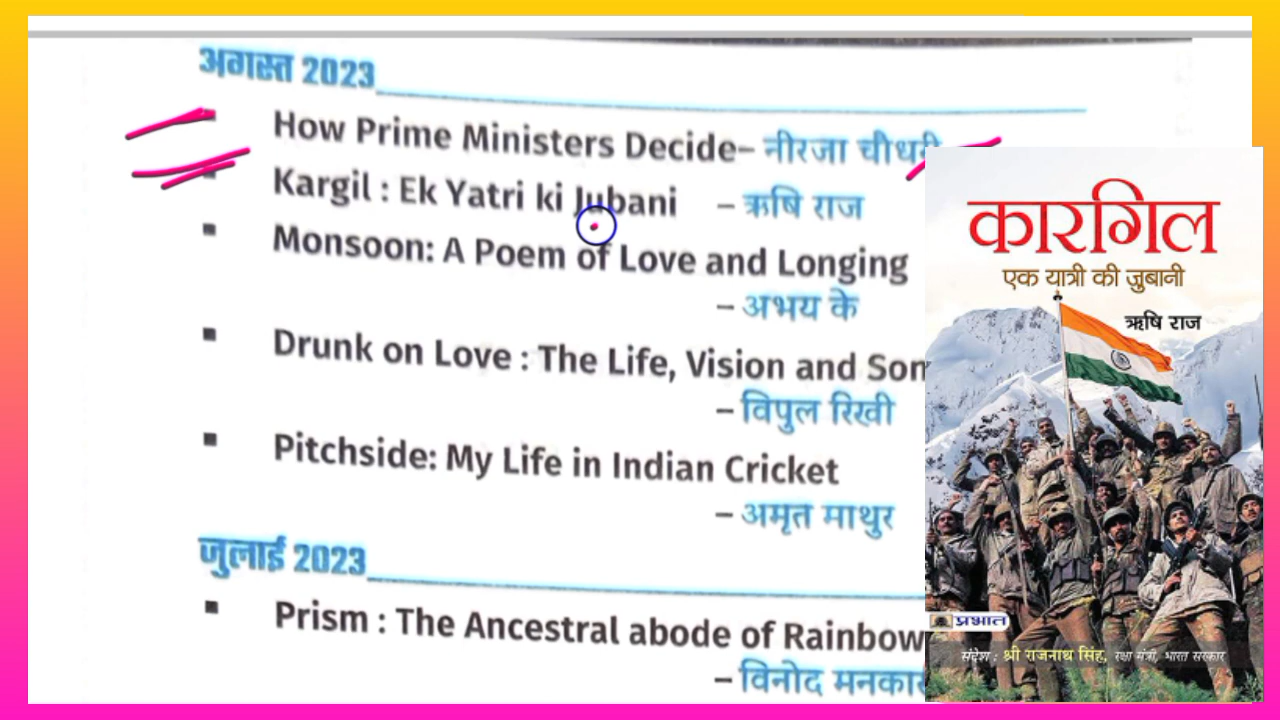 अगस्त 2023
How Prime Ministers Decide– नीरजा चौधरी
Kargil : Ek Yatri ki Jubani – ऋषि राज
Monsoon: A Poem of Love and Longing
– अभय के
Drunk on Love : The Life, Vision and
– विपुल रिखी
Pitchside: My Life in Indian Cricket
– अमृत माथुर
जुलाई 2023
Prism : The Ancestral abode of Rainbow
– विनोद
कारगिल
एक यात्री की जुबानी
ऋषि राज
प्रभात
संदेश : श्री राजनाथ सिंह, रक्षा मंत्री, भारत सरकार